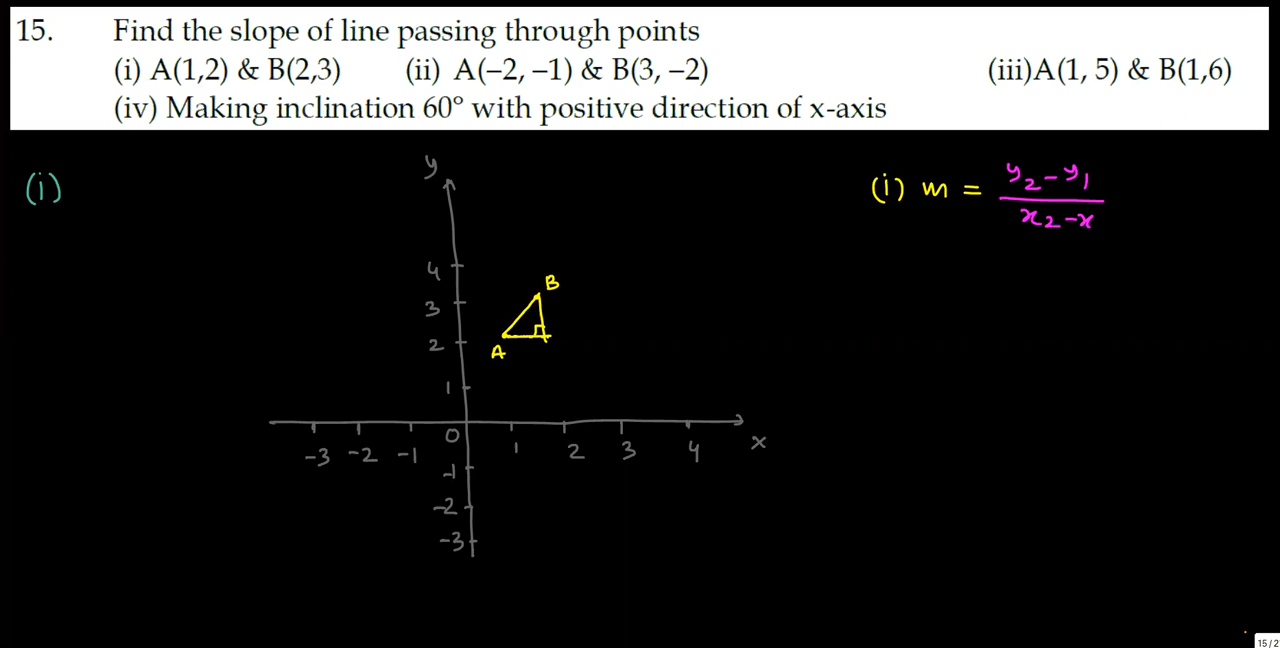 15. Find the slope of line passing through points
(i) A(1,2) & B(2,3) (ii) A(–2, –1) & B(3, –2) (iii)A(1, 5) & B(1,6)
(iv) Making inclination 60° with positive direction of x-axis
(i)
(i) m = y₂-y₁
x₂-x
y
4
3
2
1
B
A
0
-3 -2 -1 1 2 3 4 x
-1
-2
-3
15/2